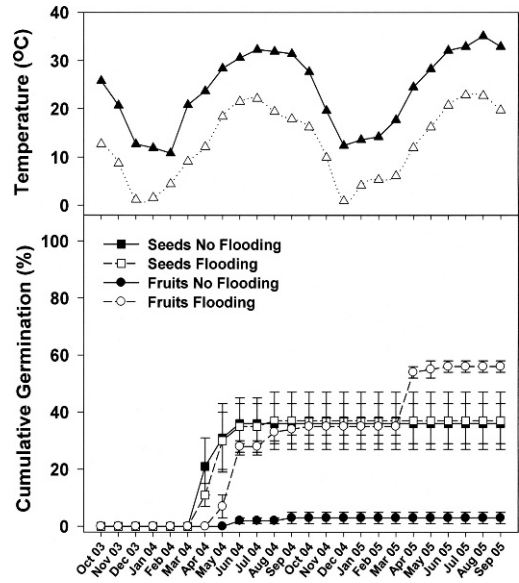 Temperature (ºC)
40
30
20
10
0
Cumulative Germination (%)
100
80
60
40
20
0
Seeds No Flooding
Seeds Flooding
Fruits No Flooding
Fruits Flooding
Oct 03
Nov 03
Dec 03
Jan 04
Feb 04
Mar 04
Apr 04
May 04
Jun 04
Jul 04
Aug 04
Sep 04
Oct 04
Nov 04
Dec 04
Jan 05
Feb 05
Mar 05
Apr 05
May 05
Jun 05
Jul 05
Aug 05
Sep 05